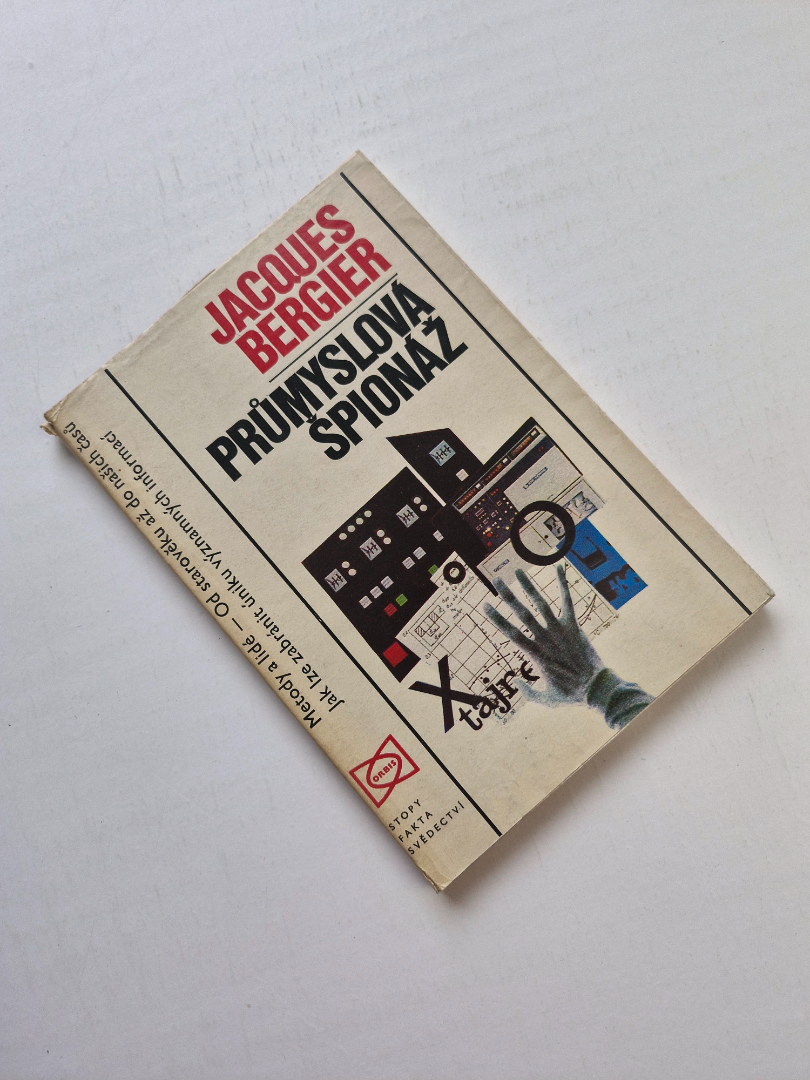 JACQUES
BERGIER
PRŮMYSLOVÁ
ŠPIONÁŽ
Metody a lidé — Od starověku až do našich časů
Jak lze zabránit úniku významných informací
X
tajré
ORBIS
STOPY
FAKTA
SVĚDECTVÍ